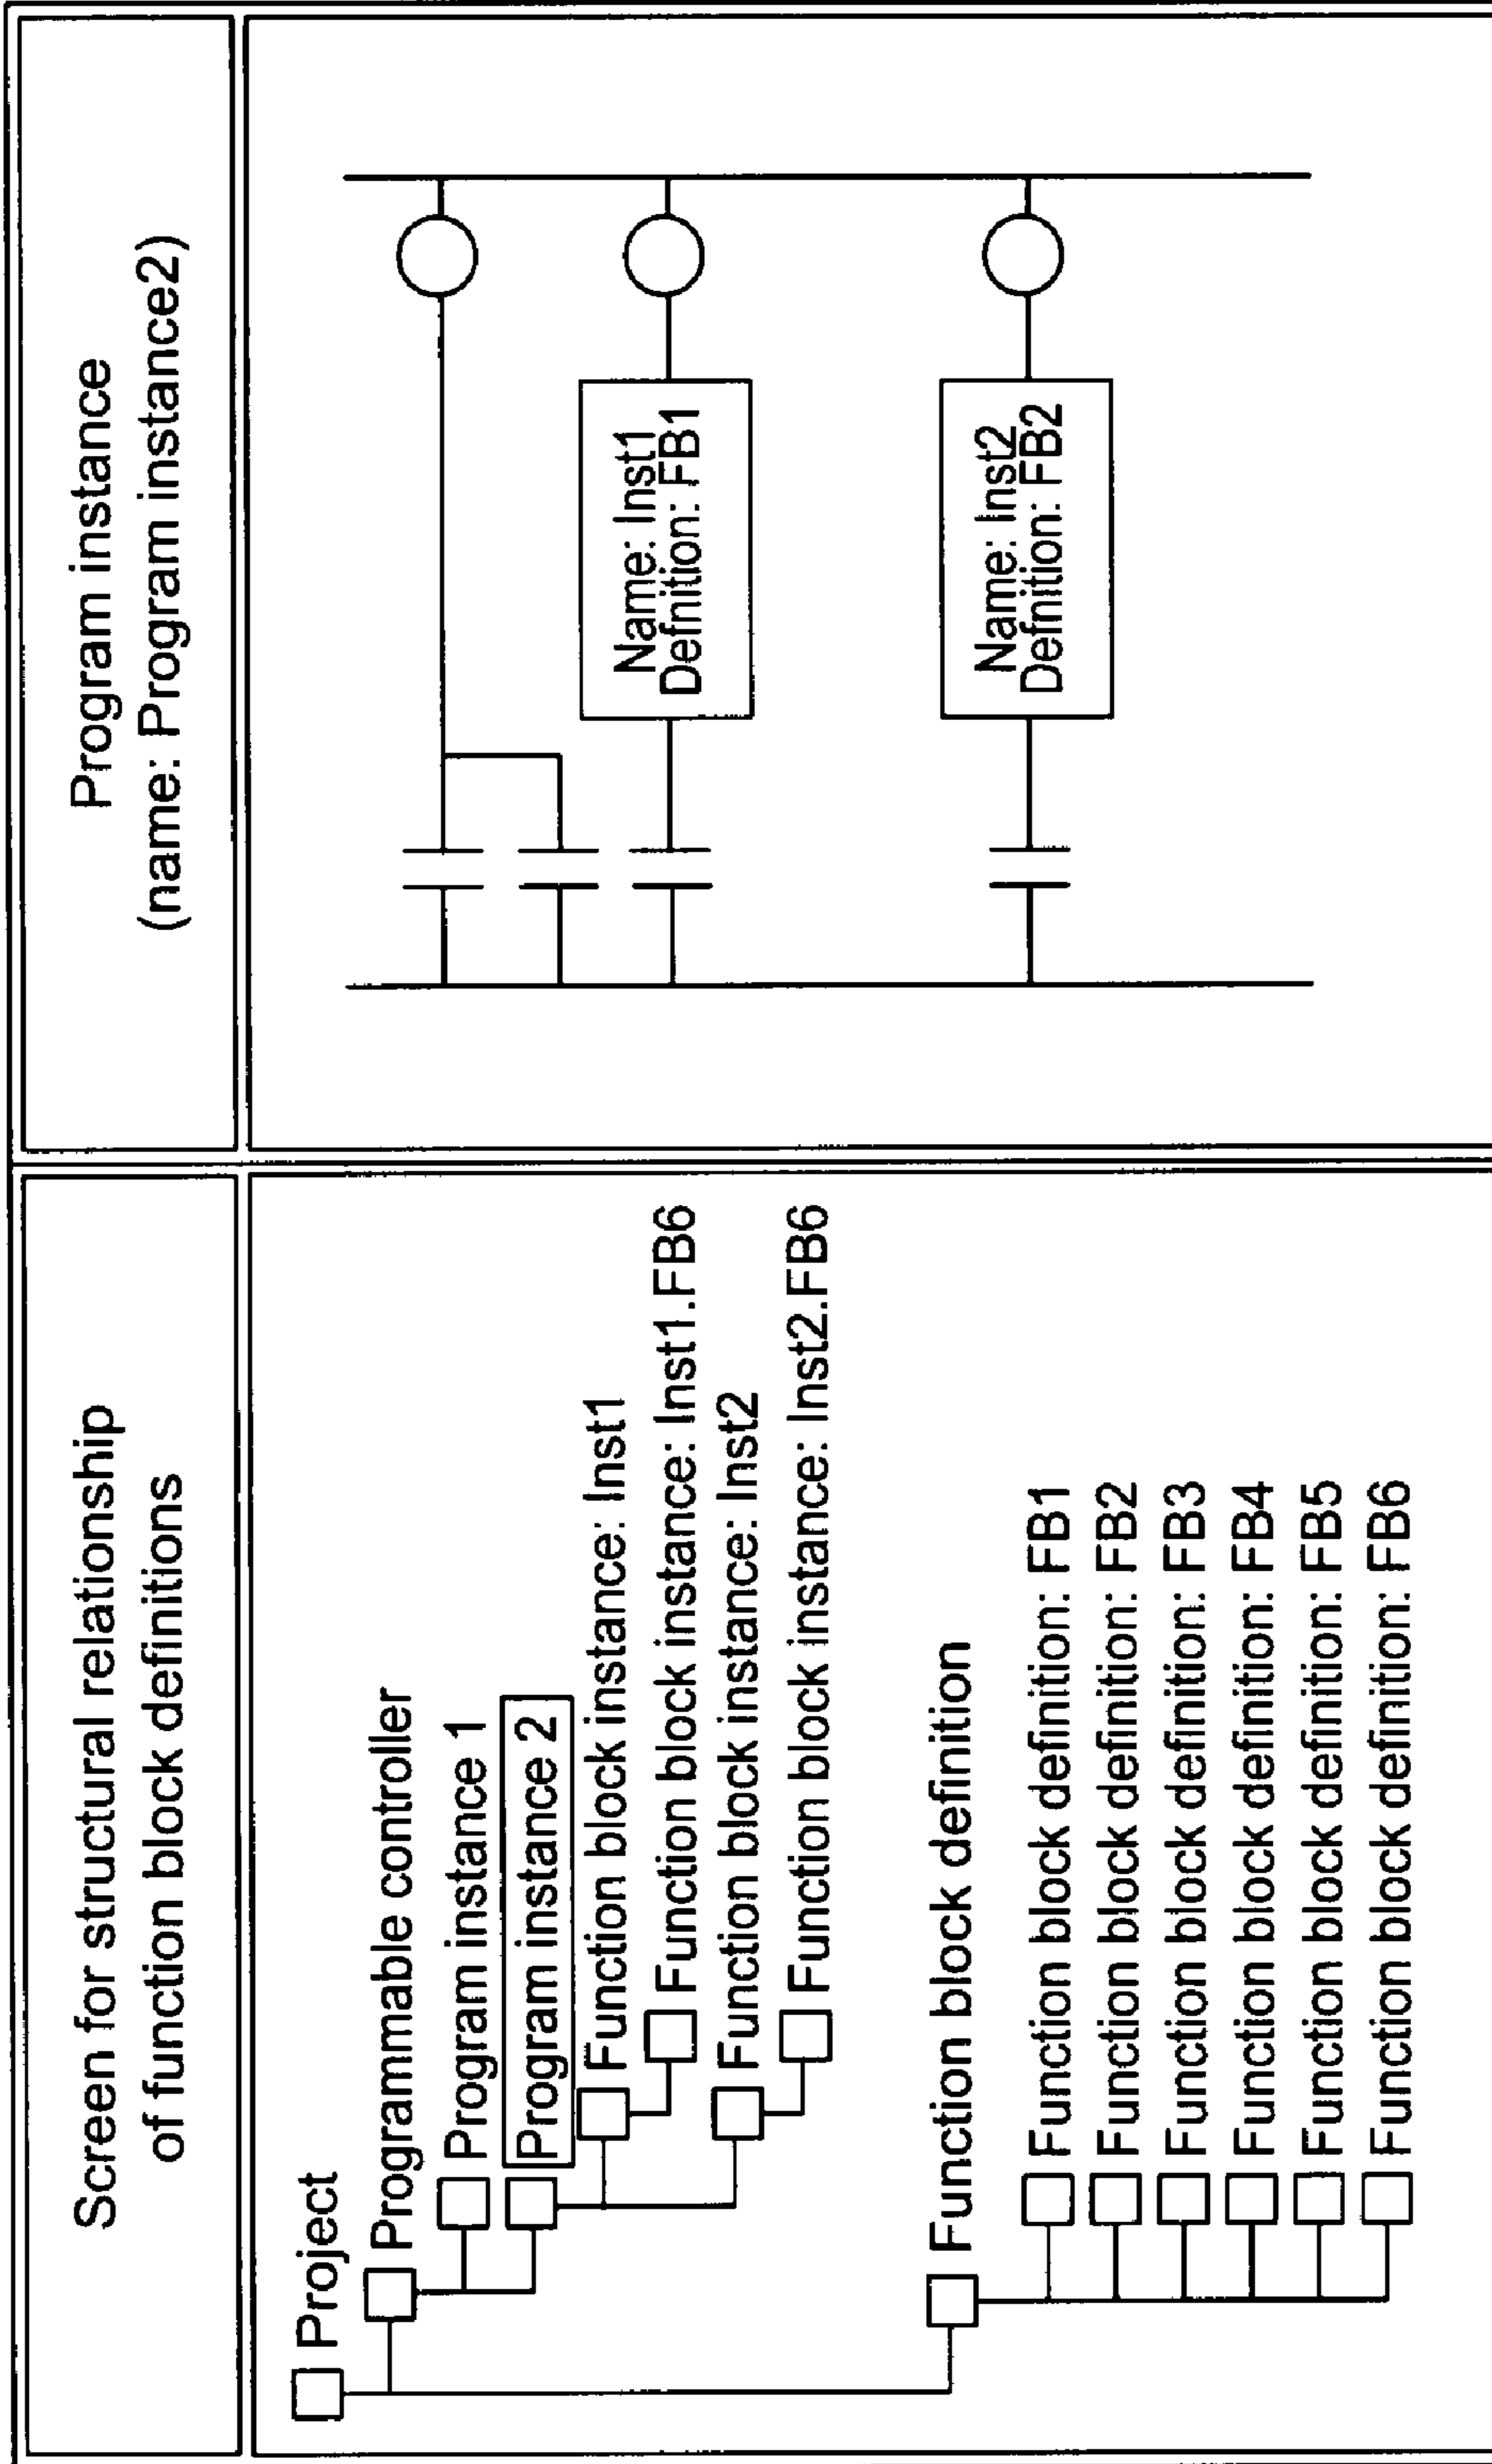 Screen for structural relationship
of function block definitions
Project
Programmable controller
Program instance 1
Program instance 2
Function block instance: Inst1
Function block instance: Inst1.FB6
Function block instance: Inst2
Function block instance: Inst2.FB6
Function block definition
Function block definition: FB1
Function block definition: FB2
Function block definition: FB3
Function block definition: FB4
Function block definition: FB5
Function block definition: FB6
Program instance
(name: Program instance2)
Name: Inst1
Defnition: FB1
Name: Inst2
Defnition: FB2